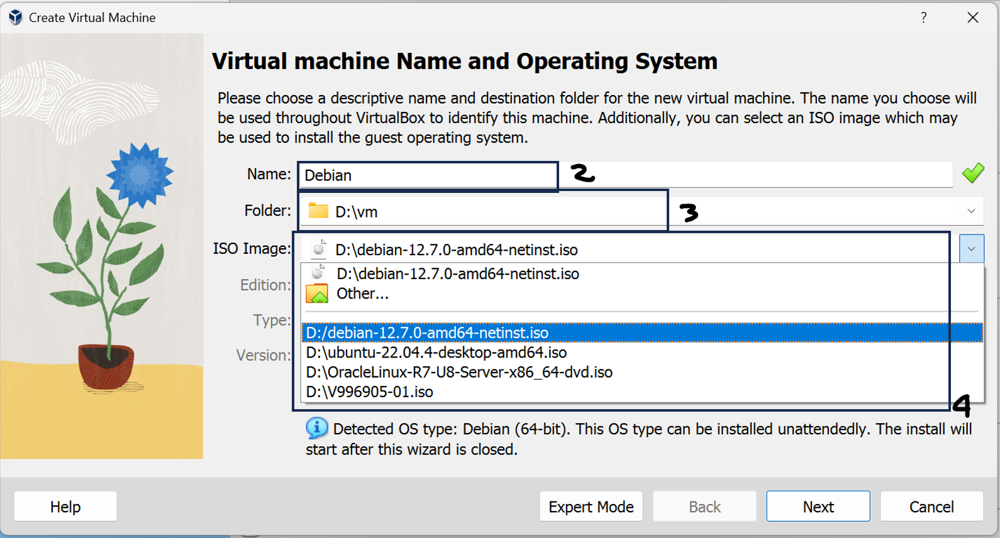 Create Virtual Machine
?
Virtual machine Name and Operating System
Please choose a descriptive name and destination folder for the new virtual machine. The name you choose will
be used throughout VirtualBox to identify this machine. Additionally, you can select an ISO image which may
be used to install the guest operating system.
Name: Debian 2
Folder: D:\vm 3
ISO Image: D:\debian-12.7.0-amd64-netinst.iso
D:\debian-12.7.0-amd64-netinst.iso
Edition:
Other...
Type:
D:/debian-12.7.0-amd64-netinst.iso
D:\ubuntu-22.04.4-desktop-amd64.iso
Version:
D:\OracleLinux-R7-U8-Server-x86_64-dvd.iso
D:\V996905-01.iso
4
Detected OS type: Debian (64-bit). This OS type can be installed unattendedly. The install will
start after this wizard is closed.
Help Expert Mode Back Next Cancel